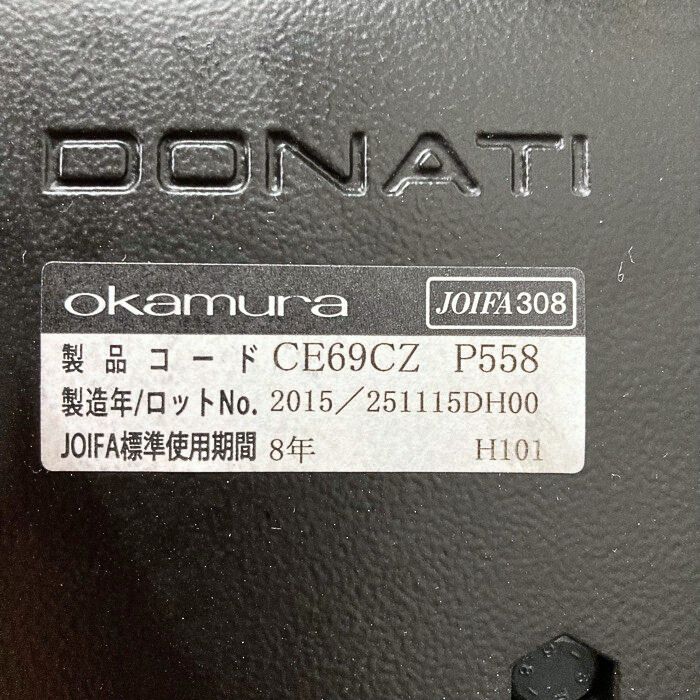 DONATI
okamura JOIFA308
製品コード CE69CZ P558
製造年/ロットNo. 2015/251115DH00
JOIFA標準使用期間 8年 H101